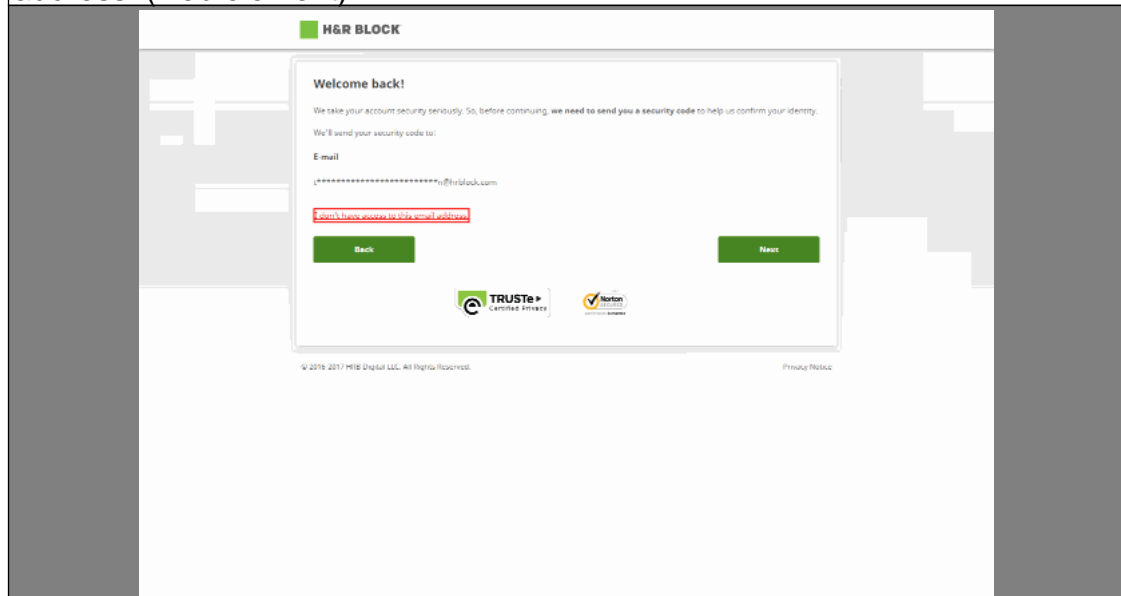 H&R BLOCK
Welcome back!
We take your account security seriously. So, before continuing, we need to send you a security code to help us confirm your identity.
We'll send your security code to:
E-mail
c*************************n@hrblock.com
I don't have access to this email address.
Back
Next
TRUSTe
Certified Privacy
Norton
SECURED
© 2016-2017 HRB Digital LLC. All Rights Reserved.
Privacy Notice